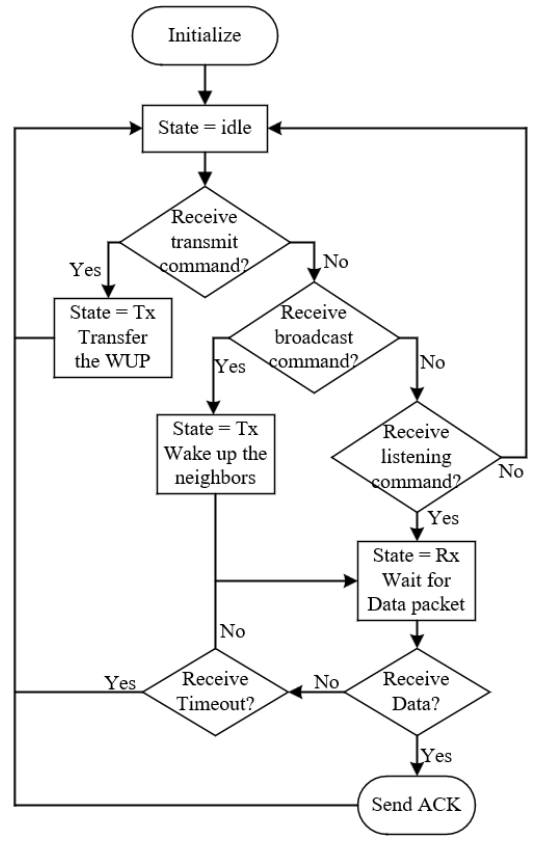 Initialize
State = idle
Receive
transmit
command?
Yes
No
State = Tx
Transfer
the WUP
Receive
broadcast
command?
Yes
No
State = Tx
Wake up the
neighbors
Receive
listening
command?
No
Yes
State = Rx
Wait for
Data packet
No
Receive
Timeout?
Yes
No
Receive
Data?
Yes
Send ACK